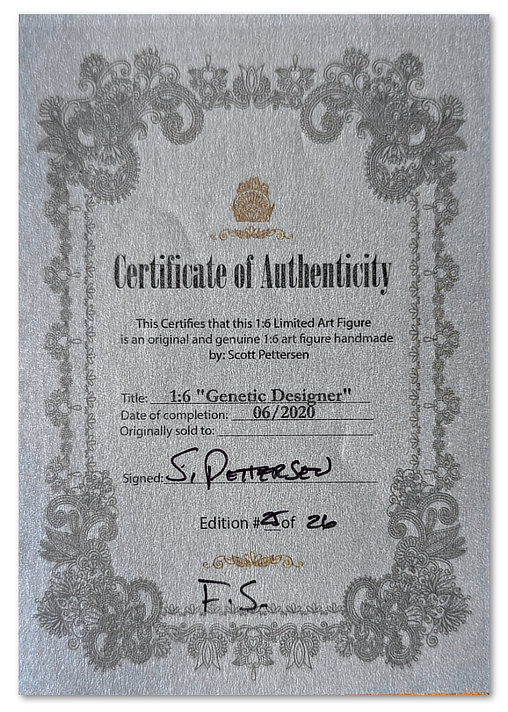 Certificate of Authenticity
This Certifies that this 1:6 Limited Art Figure
is an original and genuine 1:6 art figure handmade
by: Scott Pettersen
Title: 1:6 "Genetic Designer"
Date of completion: 06/2020
Originally sold to:
Signed: S. PETTERSEN
Edition #25 of 26
F.S.